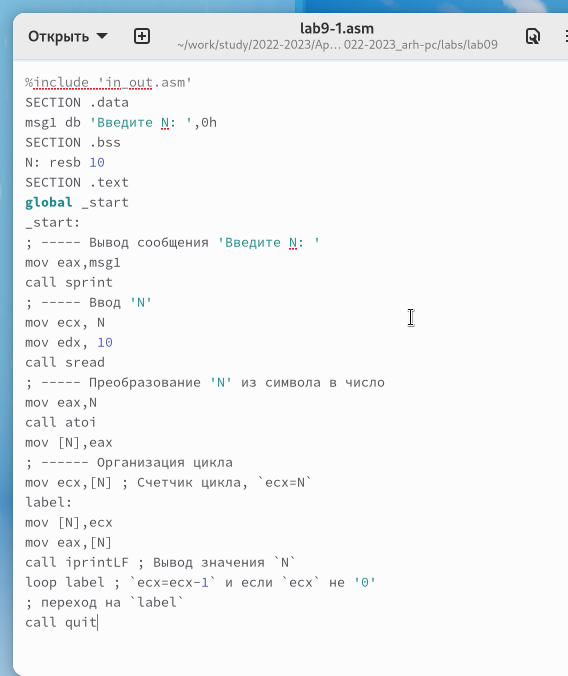 Открыть
lab9-1.asm
~/work/study/2022-2023/Ap... 022-2023_arh-pc/labs/lab09
%include 'in_out.asm'
SECTION .data
msg1 db 'Введите N: ',0h
SECTION .bss
N: resb 10
SECTION .text
global _start
_start:
; ----- Вывод сообщения 'Введите N: '
mov eax,msg1
call sprint
; ----- Ввод 'N'
mov ecx, N
mov edx, 10
call sread
; ----- Преобразование 'N' из символа в число
mov eax,N
call atoi
mov [N],eax
; ------ Организация цикла
mov ecx,[N] ; Счетчик цикла, `ecx=N`
label:
mov [N],ecx
mov eax,[N]
call iprintLF ; Вывод значения `N`
loop label ; `ecx=ecx-1` и если `ecx` не '0'
; переход на `label`
call quit